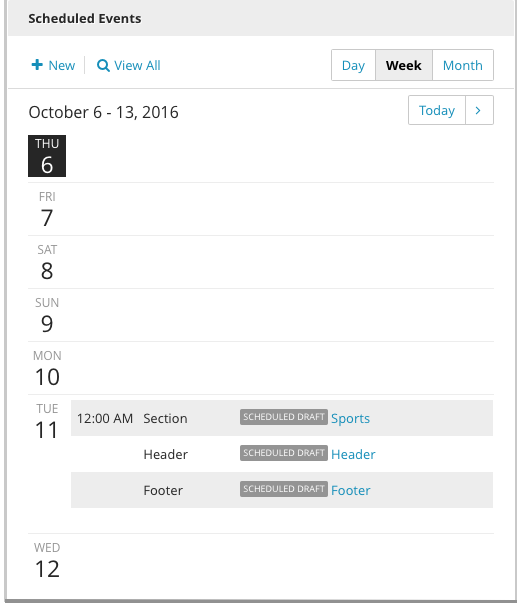 Scheduled Events
New View All Day Week Month
October 6 - 13, 2016 Today
THU
6
FRI
7
SAT
8
SUN
9
MON
10
TUE
11
12:00 AM Section SCHEDULED DRAFT Sports
Header SCHEDULED DRAFT Header
Footer SCHEDULED DRAFT Footer
WED
12